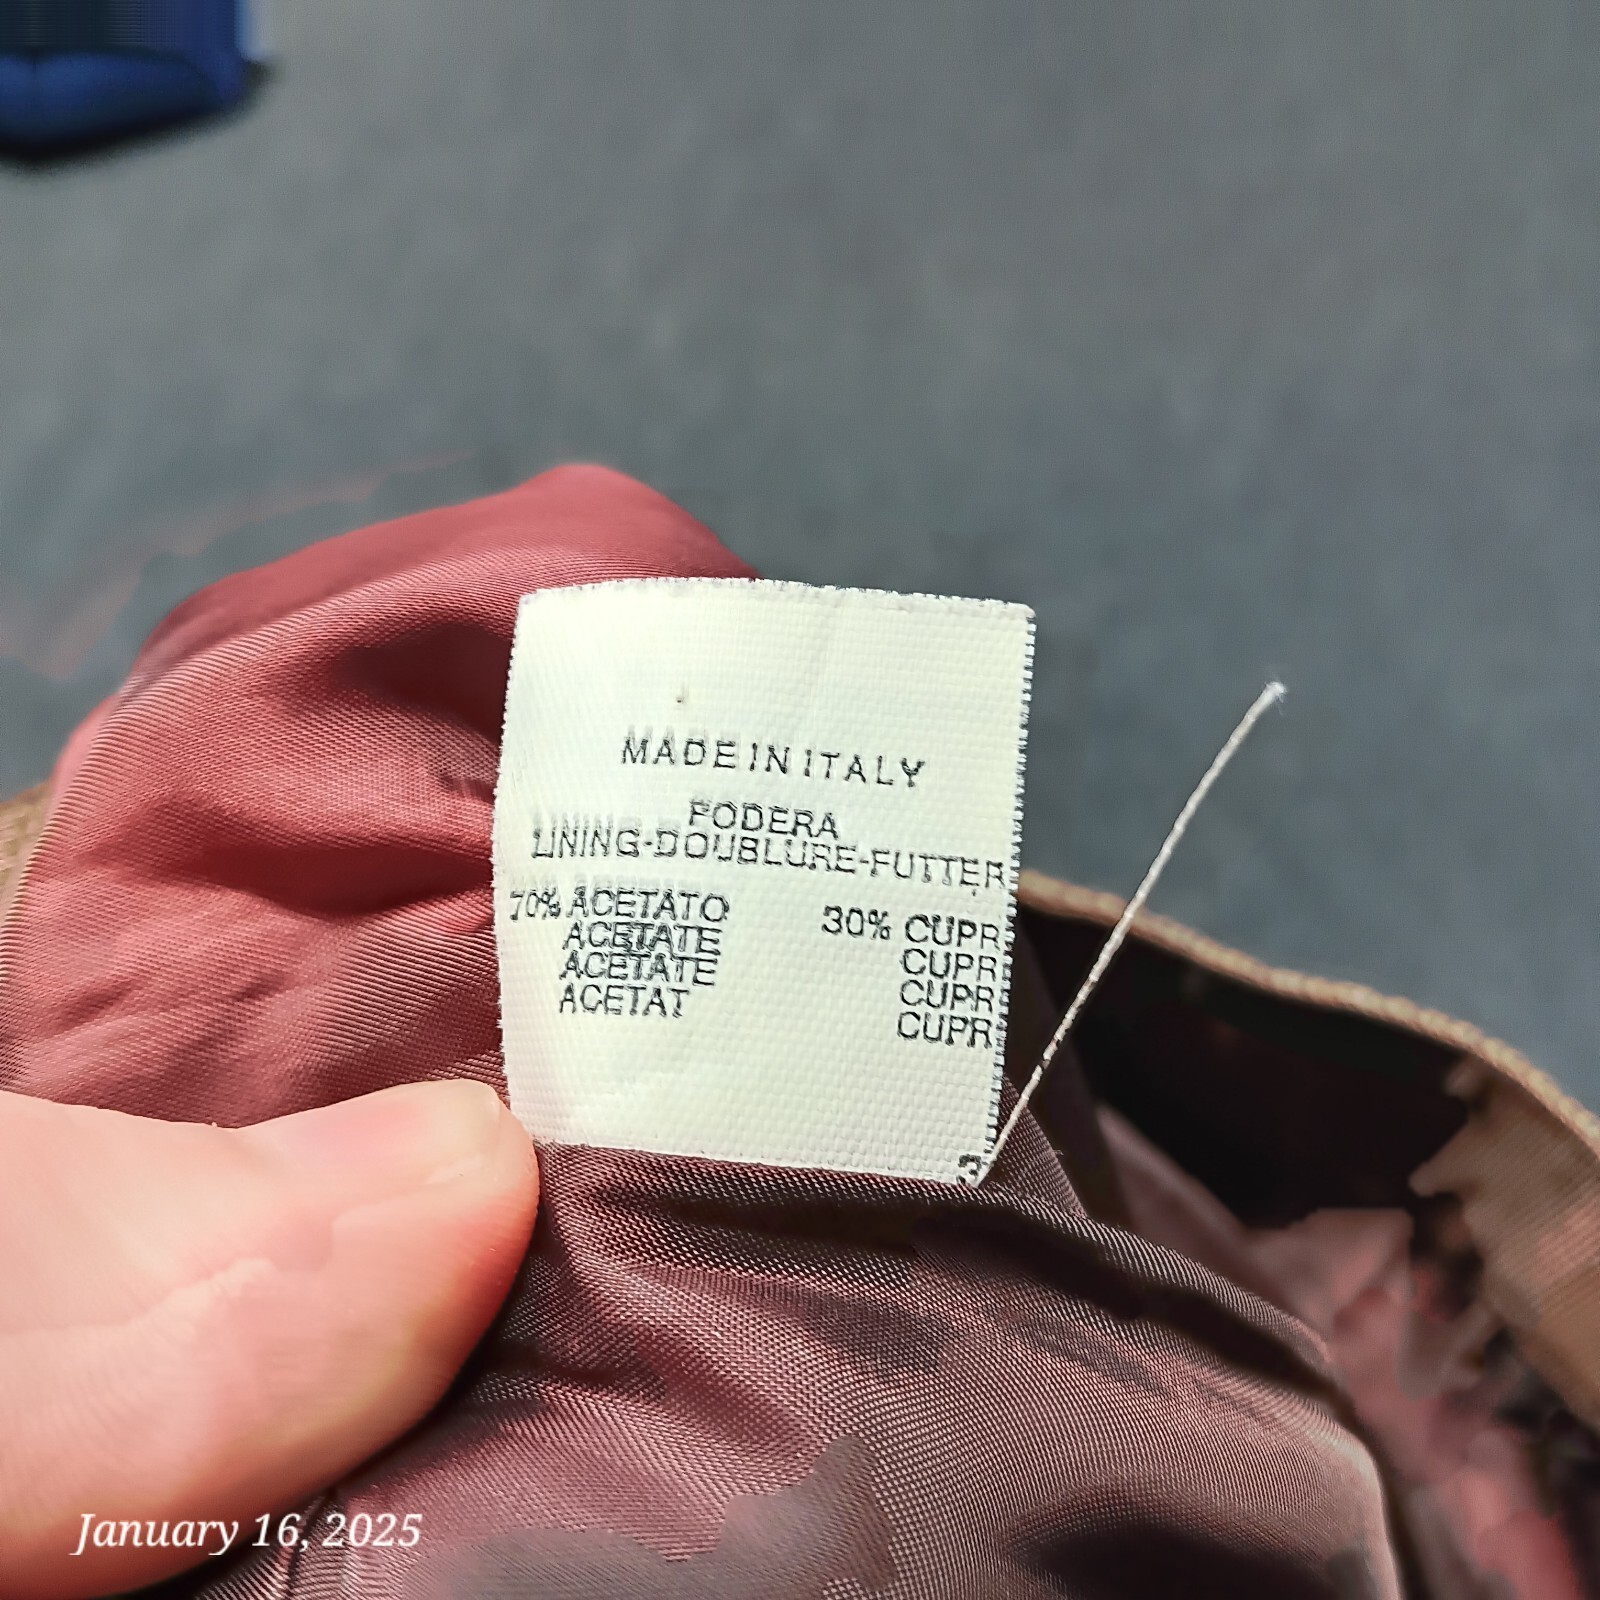 MADE IN ITALY
FODERA
LINING-DOUBLURE-FUTTER
70% ACETATO 30% CUPR
ACETATE CUPR
ACETATE CUPR
ACETAT CUPR
3
January 16, 2025